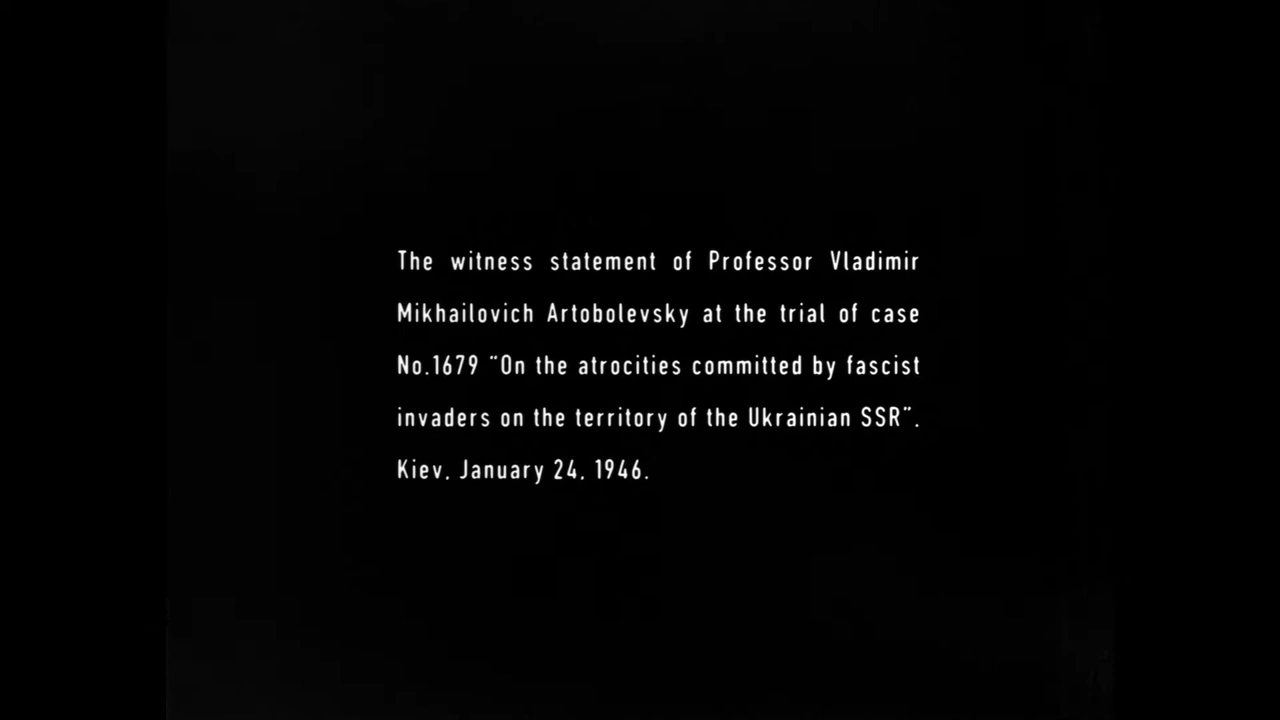 The witness statement of Professor Vladimir
Mikhailovich Artobolevsky at the trial of case
No.1679 "On the atrocities committed by fascist
invaders on the territory of the Ukrainian SSR".
Kiev, January 24, 1946.